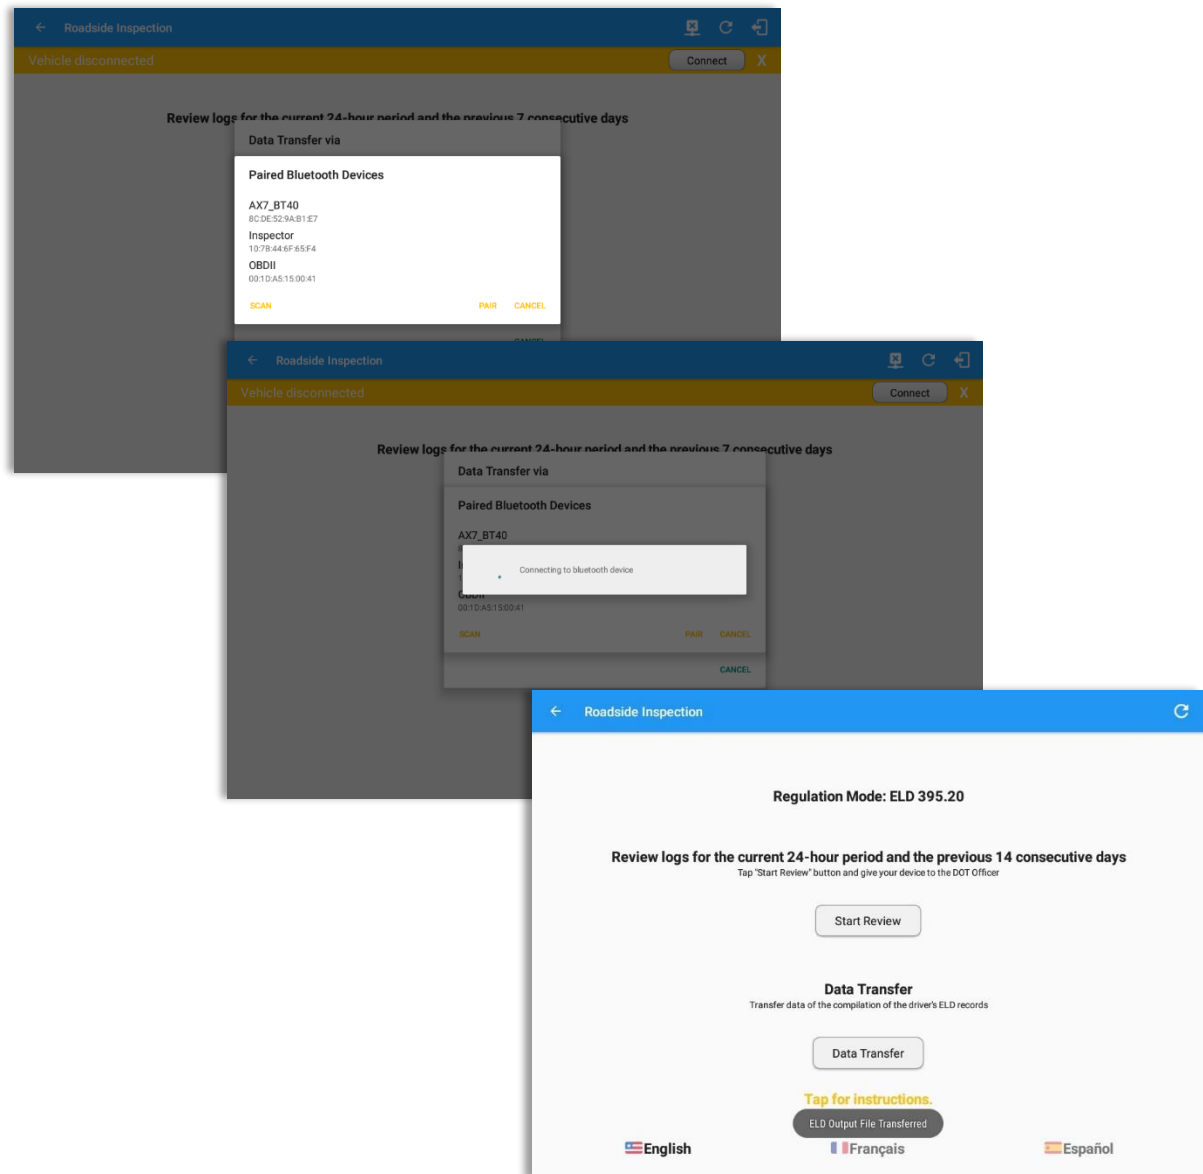 Roadside Inspection
Vehicle disconnected
Connect X
Review logs for the current 24-hour period and the previous 7 consecutive days
Data Transfer via
Paired Bluetooth Devices
AX7_BT40
8C:DE:52:9A:B1:E7
Inspector
10:7B:44:6F:65:F4
OBDII
00:1D:A5:15:00:41
SCAN PAIR CANCEL
CANCEL
Roadside Inspection
Vehicle disconnected
Connect X
Review logs for the current 24-hour period and the previous 7 consecutive days
Data Transfer via
Paired Bluetooth Devices
AX7_BT40
Connecting to bluetooth device
OBDII
00:1D:A5:15:00:41
SCAN PAIR CANCEL
CANCEL
Roadside Inspection
Regulation Mode: ELD 395.20
Review logs for the current 24-hour period and the previous 14 consecutive days
Tap "Start Review" button and give your device to the DOT Officer
Start Review
Data Transfer
Transfer data of the compilation of the driver's ELD records
Data Transfer
Tap for instructions.
ELD Output File Transferred
English Français Español